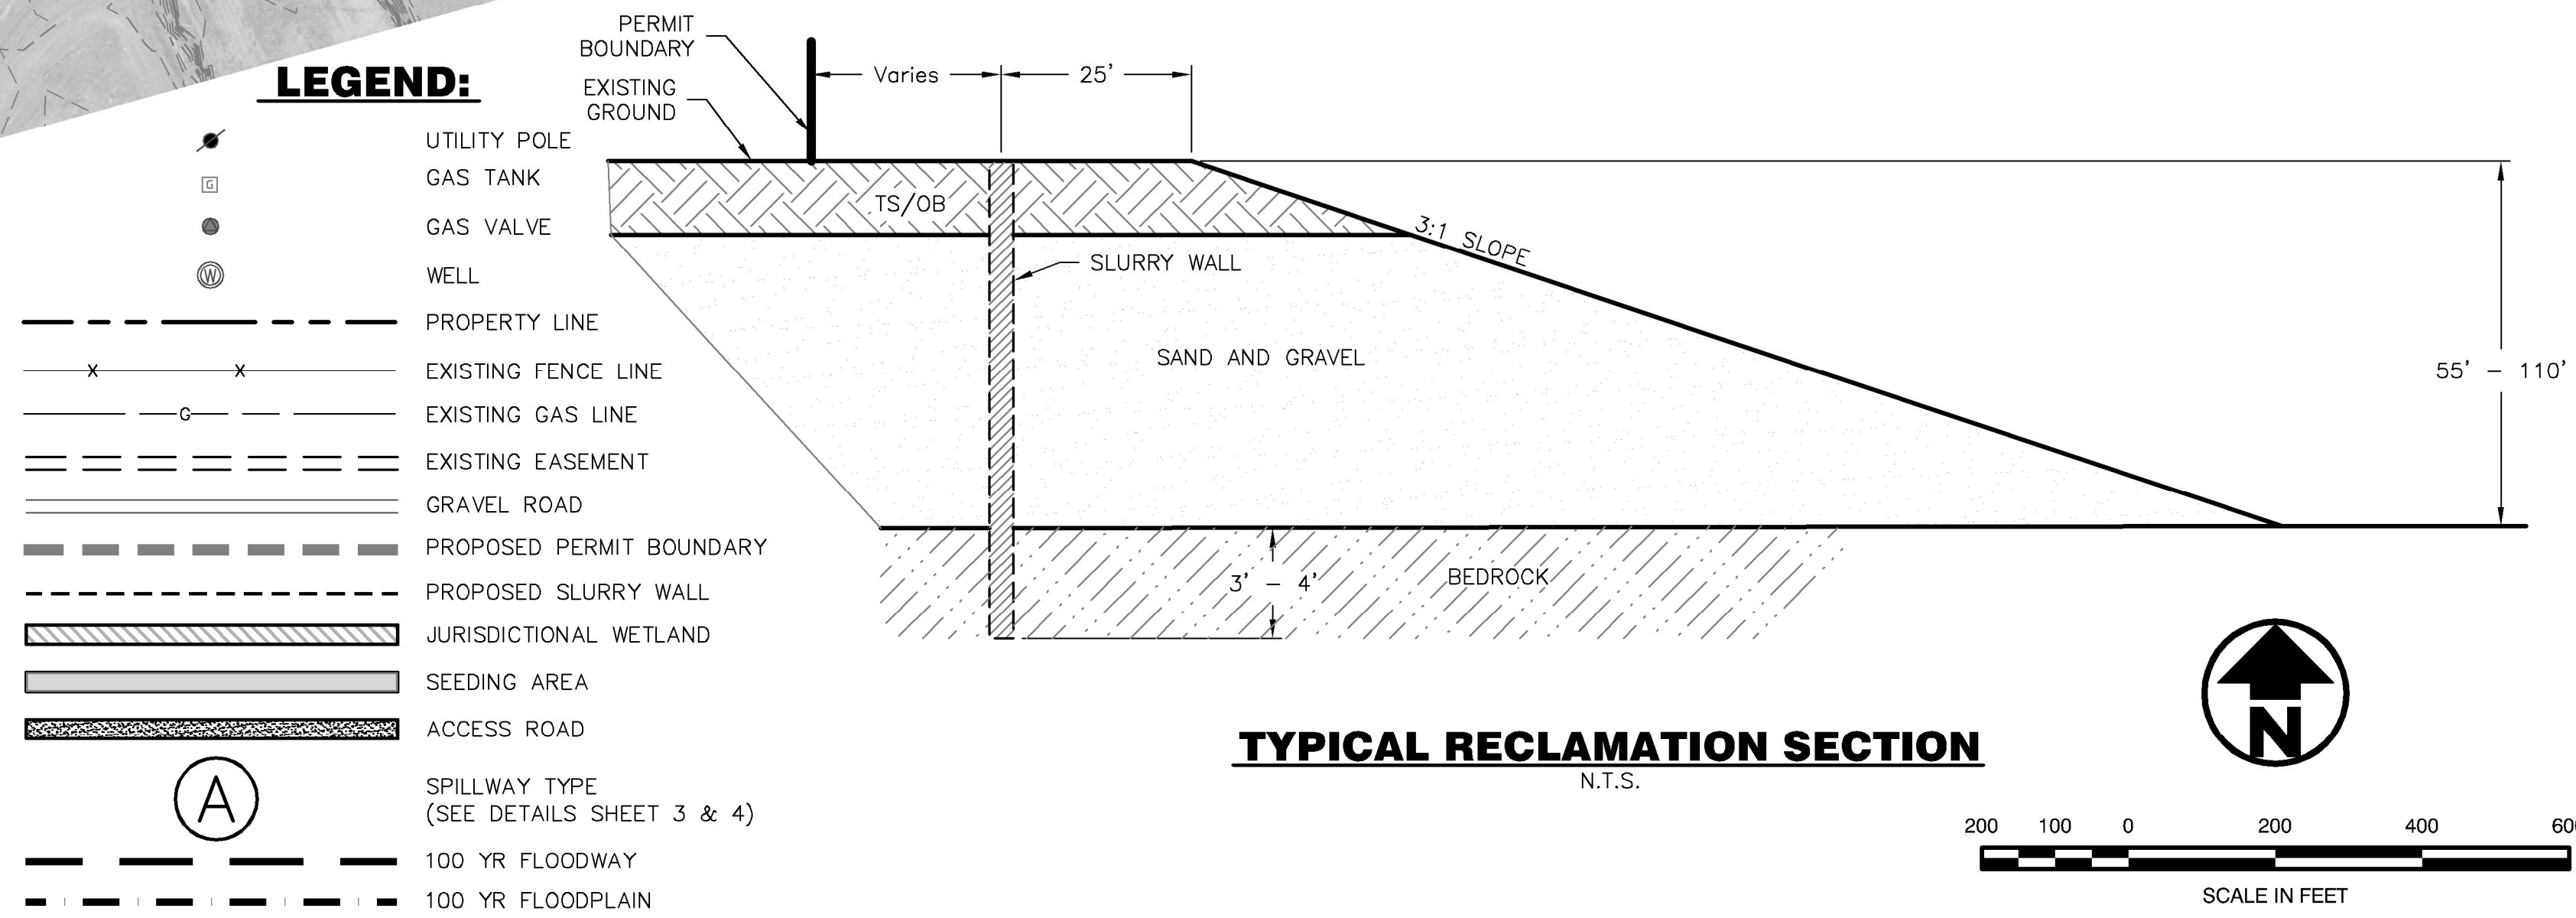 LEGEND:
G
UTILITY POLE
GAS TANK
GAS VALVE
W
WELL
PROPERTY LINE
X X
EXISTING FENCE LINE
G
EXISTING GAS LINE
EXISTING EASEMENT
GRAVEL ROAD
PROPOSED PERMIT BOUNDARY
PROPOSED SLURRY WALL
JURISDICTIONAL WETLAND
SEEDING AREA
ACCESS ROAD
A
SPILLWAY TYPE
(SEE DETAILS SHEET 3 & 4)
100 YR FLOODWAY
100 YR FLOODPLAIN
PERMIT
BOUNDARY
EXISTING
GROUND
Varies
25'
TS/OB
3:1 SLOPE
SLURRY WALL
SAND AND GRAVEL
55' - 110'
3' - 4'
BEDROCK
TYPICAL RECLAMATION SECTION
N.T.S.
N
200 100 0 200 400 600
SCALE IN FEET